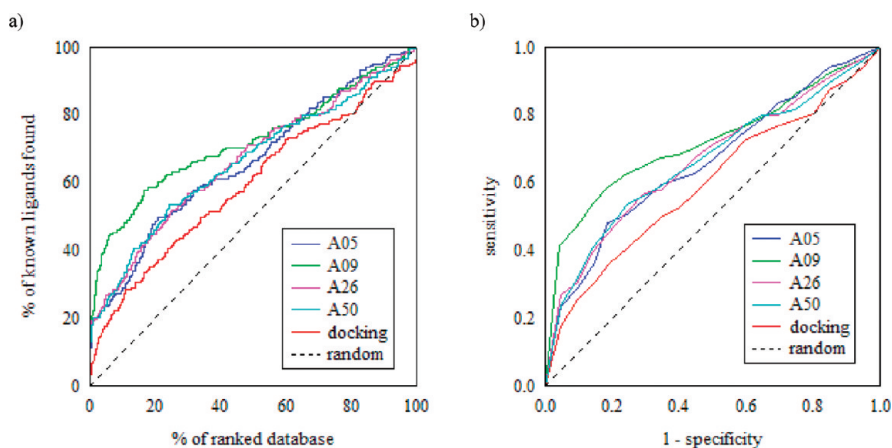 a)
% of known ligands found
100
80
60
40
20
0
0 20 40 60 80 100
% of ranked database
A05
A09
A26
A50
docking
random
b)
sensitivity
1.0
0.8
0.6
0.4
0.2
0.0
0.0 0.2 0.4 0.6 0.8 1.0
1 - specificity
A05
A09
A26
A50
docking
random